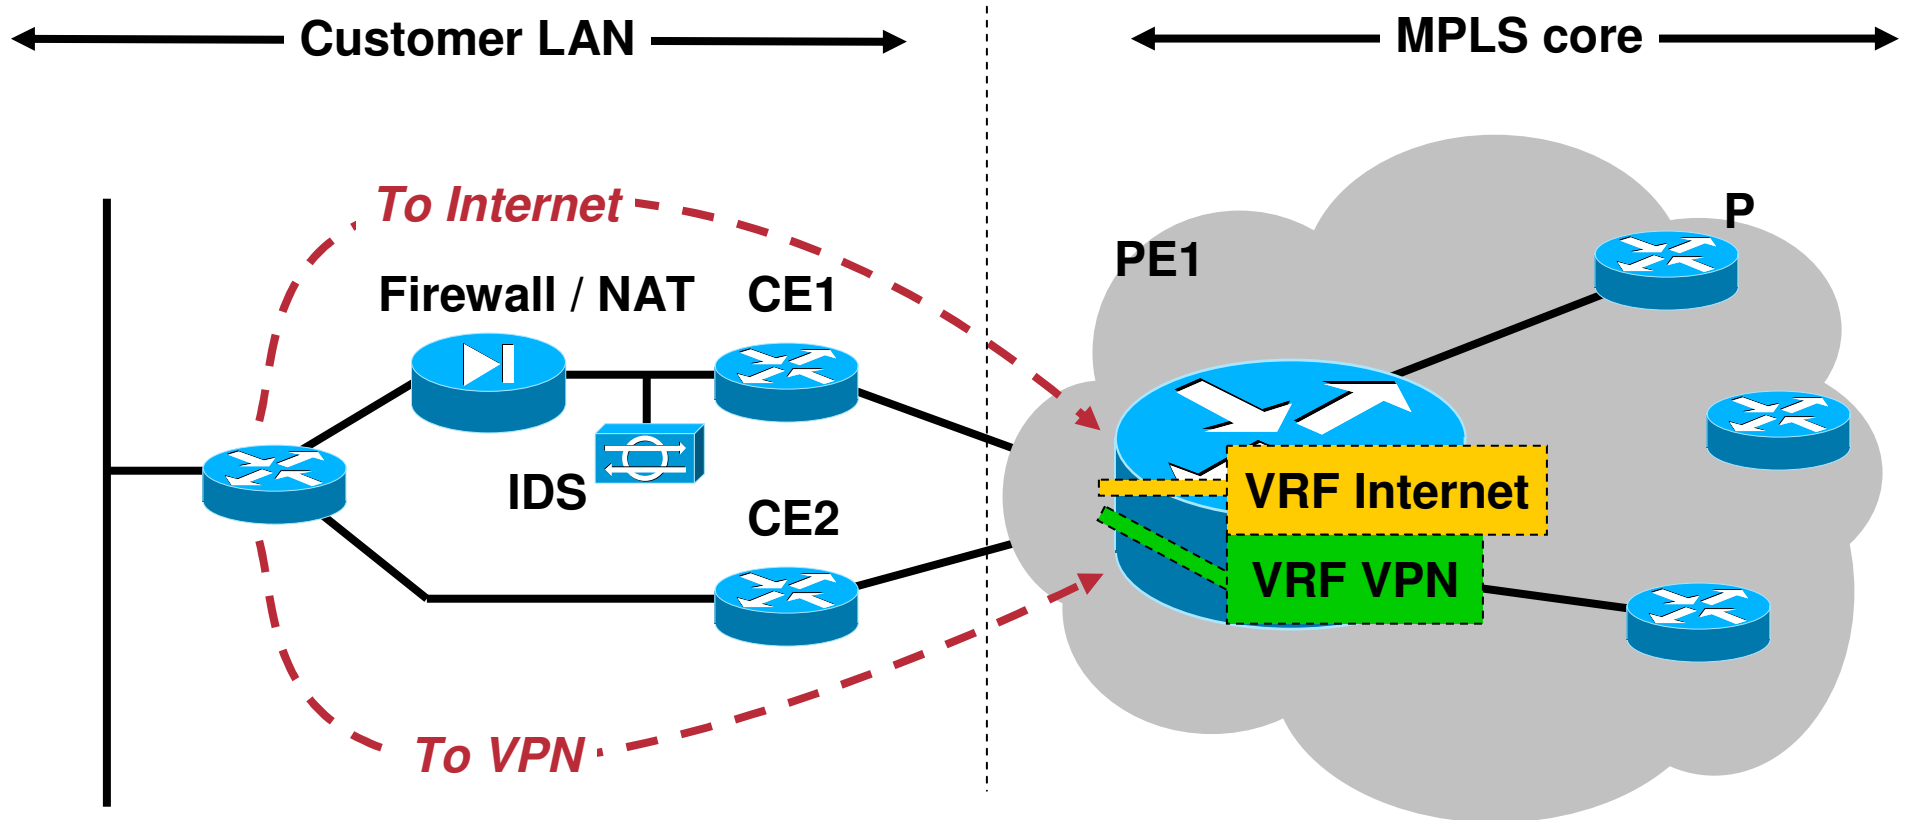 Customer LAN
MPLS core
To Internet
P
PE1
Firewall / NAT
CE1
VRF Internet
IDS
CE2
VRF VPN
To VPN